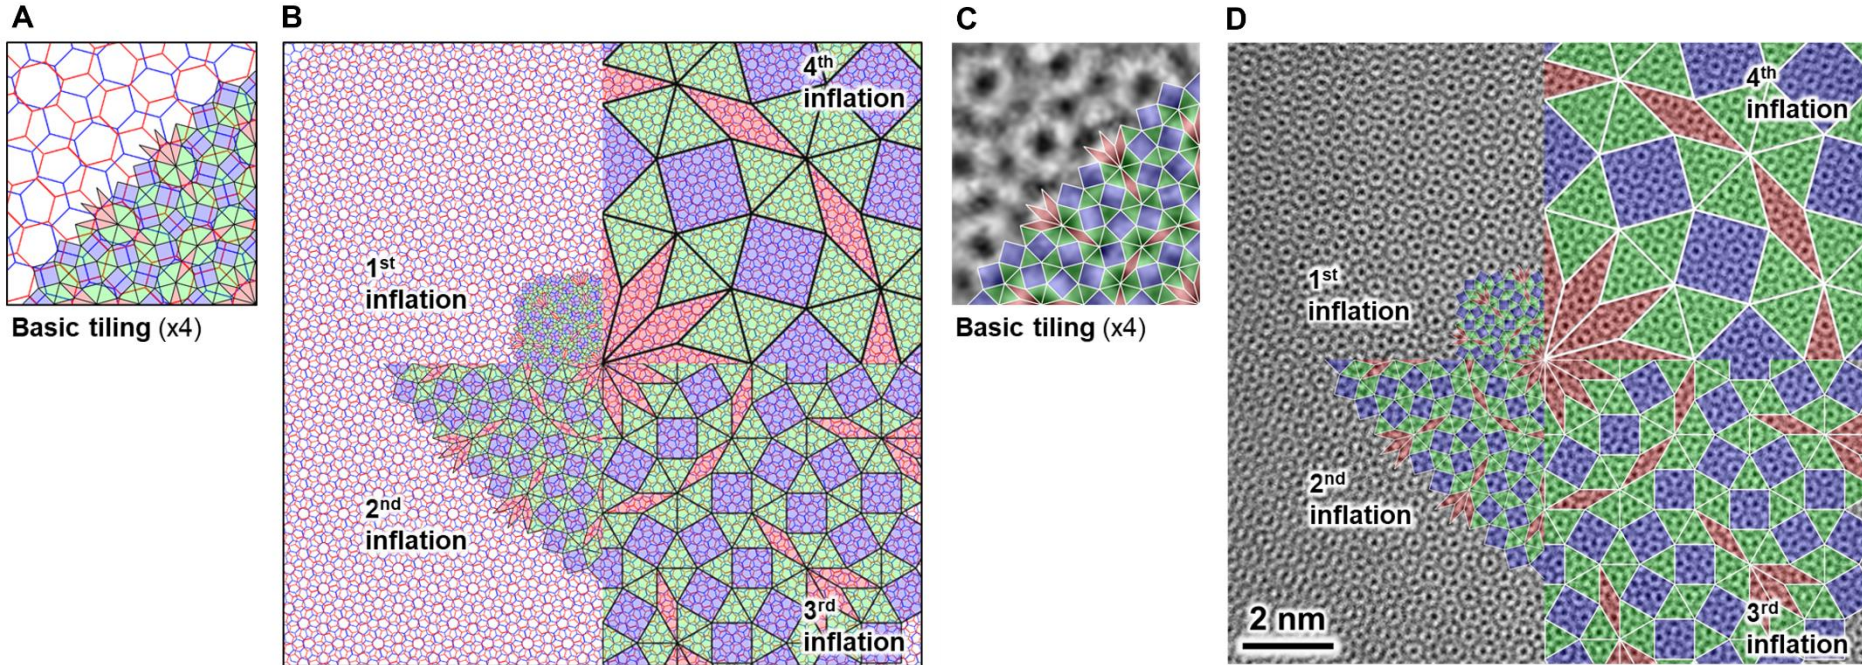 A
B
C
D
4th
inflation
4th
inflation
1st
inflation
1st
inflation
Basic tiling (x4)
Basic tiling (x4)
2nd
inflation
2nd
inflation
3rd
inflation
3rd
inflation
2 nm